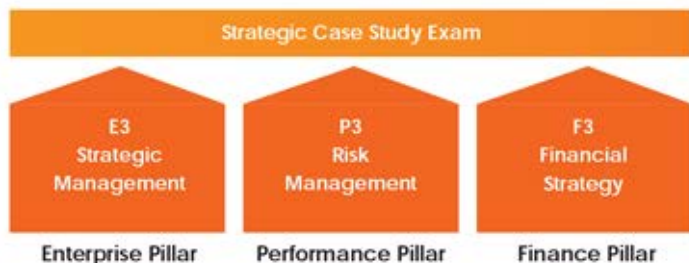 Strategic Case Study Exam
E3
Strategic
Management
P3
Risk
Management
F3
Financial
Strategy
Enterprise Pillar
Performance Pillar
Finance Pillar